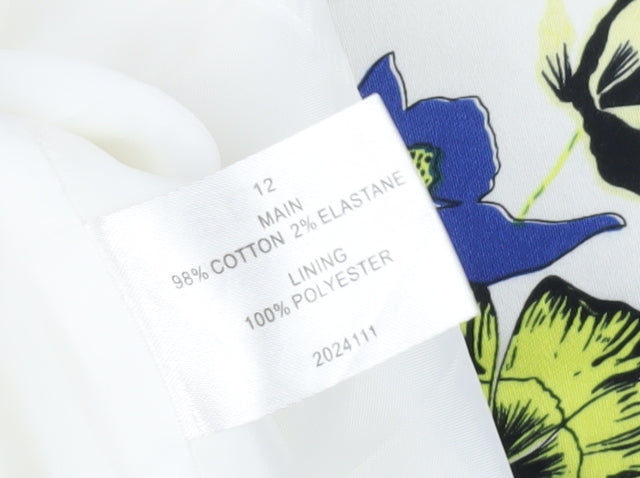 12
MAIN
98% COTTON 2% ELASTANE
LINING
100% POLYESTER
2024111